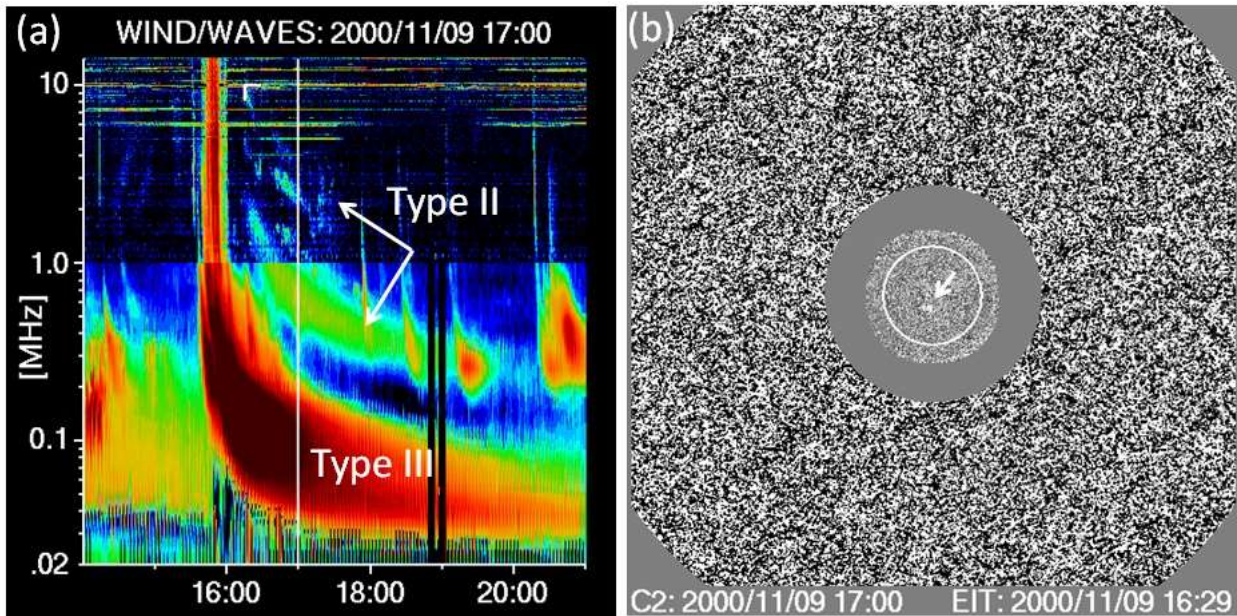 (a) WIND/WAVES: 2000/11/09 17:00
10
Type II
1.0
[MHz]
0.1
Type III
.02
16:00 18:00 20:00
(b)
C2: 2000/11/09 17:00 EIT: 2000/11/09 16:29